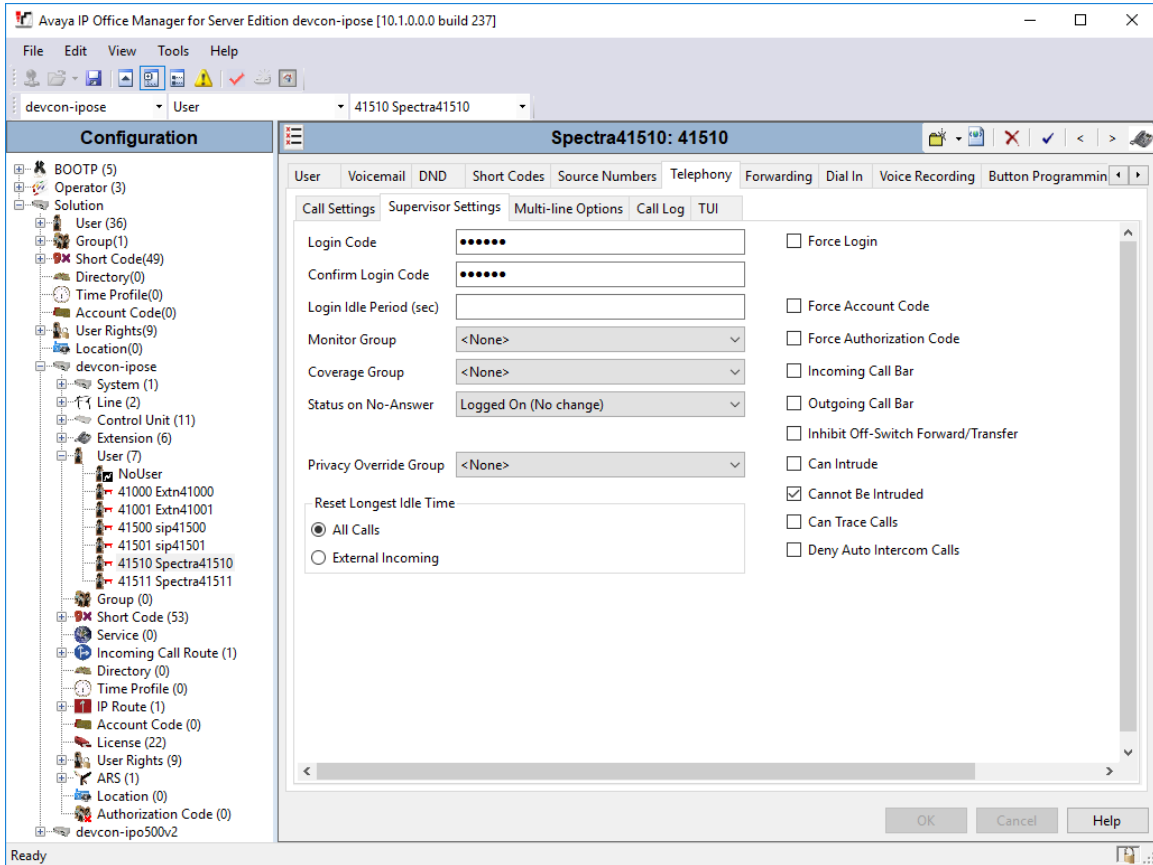 Avaya IP Office Manager for Server Edition devcon-ipose [10.1.0.0.0 build 237]
File Edit View Tools Help
devcon-ipose User 41510 Spectra41510
Configuration
BOOTP (5)
Operator (3)
Solution
User (36)
Group(1)
Short Code(49)
Directory(0)
Time Profile(0)
Account Code(0)
User Rights(9)
Location(0)
devcon-ipose
System (1)
Line (2)
Control Unit (11)
Extension (6)
User (7)
NoUser
41000 Extn41000
41001 Extn41001
41500 sip41500
41501 sip41501
41510 Spectra41510
41511 Spectra41511
Group (0)
Short Code (53)
Service (0)
Incoming Call Route (1)
Directory (0)
Time Profile (0)
IP Route (1)
Account Code (0)
License (22)
User Rights (9)
ARS (1)
Location (0)
Authorization Code (0)
devcon-ipo500v2
Spectra41510: 41510
User Voicemail DND Short Codes Source Numbers Telephony Forwarding Dial In Voice Recording Button Programmin
Call Settings Supervisor Settings Multi-line Options Call Log TUI
Login Code ●●●●●● Force Login
Confirm Login Code ●●●●●●
Login Idle Period (sec) Force Account Code
Monitor Group <None> Force Authorization Code
Coverage Group <None> Incoming Call Bar
Status on No-Answer Logged On (No change) Outgoing Call Bar
Inhibit Off-Switch Forward/Transfer
Privacy Override Group <None> Can Intrude
Cannot Be Intruded
Reset Longest Idle Time
All Calls Can Trace Calls
External Incoming Deny Auto Intercom Calls
OK Cancel Help
Ready